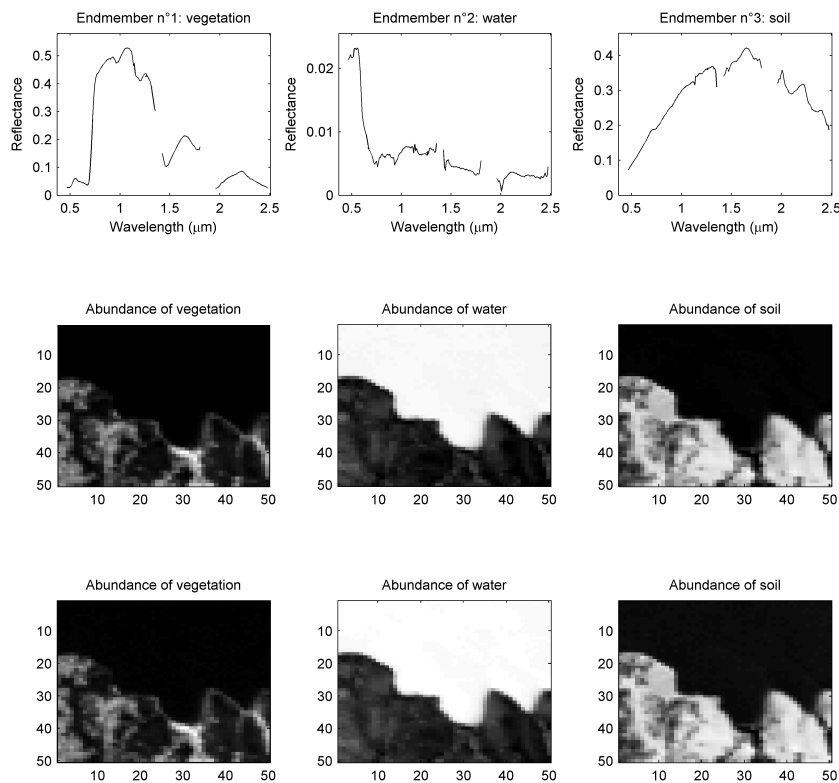 Endmember n°1: vegetation
Endmember n°2: water
Endmember n°3: soil
Reflectance
0.5
0.4
0.3
0.2
0.1
0
0.5 1 1.5 2 2.5
Wavelength (μm)
Reflectance
0.02
0.01
0
0.5 1 1.5 2 2.5
Wavelength (μm)
Reflectance
0.4
0.3
0.2
0.1
0.5 1 1.5 2 2.5
Wavelength (μm)
Abundance of vegetation
Abundance of water
Abundance of soil
10
20
30
40
50
10 20 30 40 50
10
20
30
40
50
10 20 30 40 50
10
20
30
40
50
10 20 30 40 50
Abundance of vegetation
Abundance of water
Abundance of soil
10
20
30
40
50
10 20 30 40 50
10
20
30
40
50
10 20 30 40 50
10
20
30
40
50
10 20 30 40 50